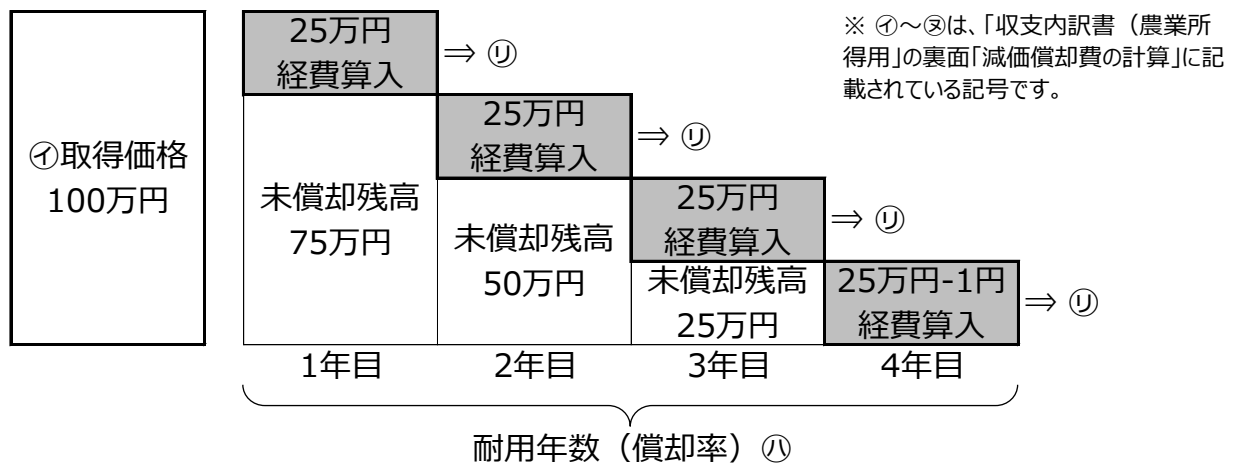 ㋑取得価格
100万円
25万円
経費算入
⇒ ㋷
未償却残高
75万円
25万円
経費算入
⇒ ㋷
未償却残高
50万円
25万円
経費算入
⇒ ㋷
未償却残高
25万円
25万円-1円
経費算入
⇒ ㋷
1年目
2年目
3年目
4年目
耐用年数（償却率）㋩
※ ㋑～㋦は、「収支内訳書（農業所
得用」の裏面「減価償却費の計算」に記
載されている記号です。